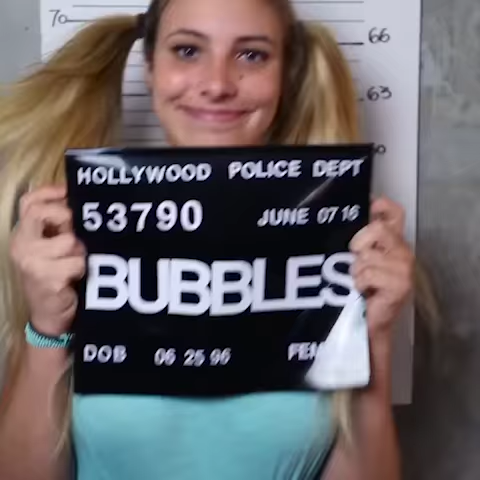 70
66
63
HOLLYWOOD POLICE DEPT
53790 JUNE 07 16
BUBBLES
DOB 06 25 96